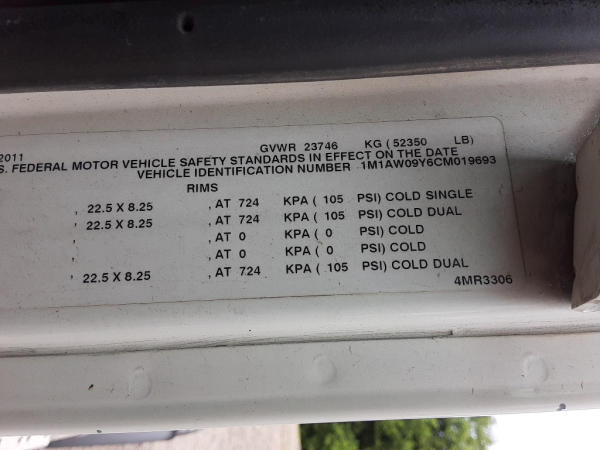 2011 GVWR 23746 KG ( 52350 LB)
S. FEDERAL MOTOR VEHICLE SAFETY STANDARDS IN EFFECT ON THE DATE
VEHICLE IDENTIFICATION NUMBER 1M1AW09Y6CM019693
RIMS
, 22.5 X 8.25 , AT 724 KPA ( 105 PSI) COLD SINGLE
, 22.5 X 8.25 , AT 724 KPA ( 105 PSI) COLD DUAL
, , AT 0 KPA ( 0 PSI) COLD
, , AT 0 KPA ( 0 PSI) COLD
, 22.5 X 8.25 , AT 724 KPA ( 105 PSI) COLD DUAL
4MR3306